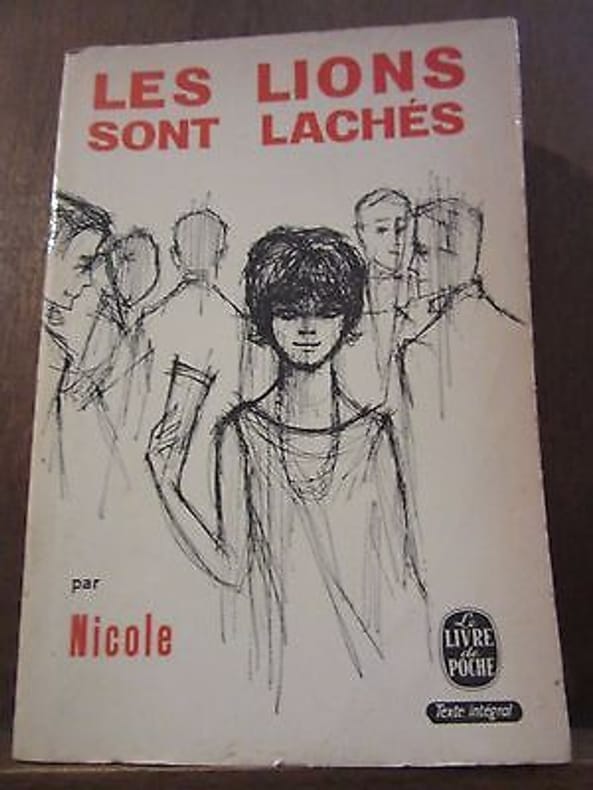 LES LIONS
SONT LACHÉS
par
Nicole
Le
LIVRE
de
POCHE
Texte intégral